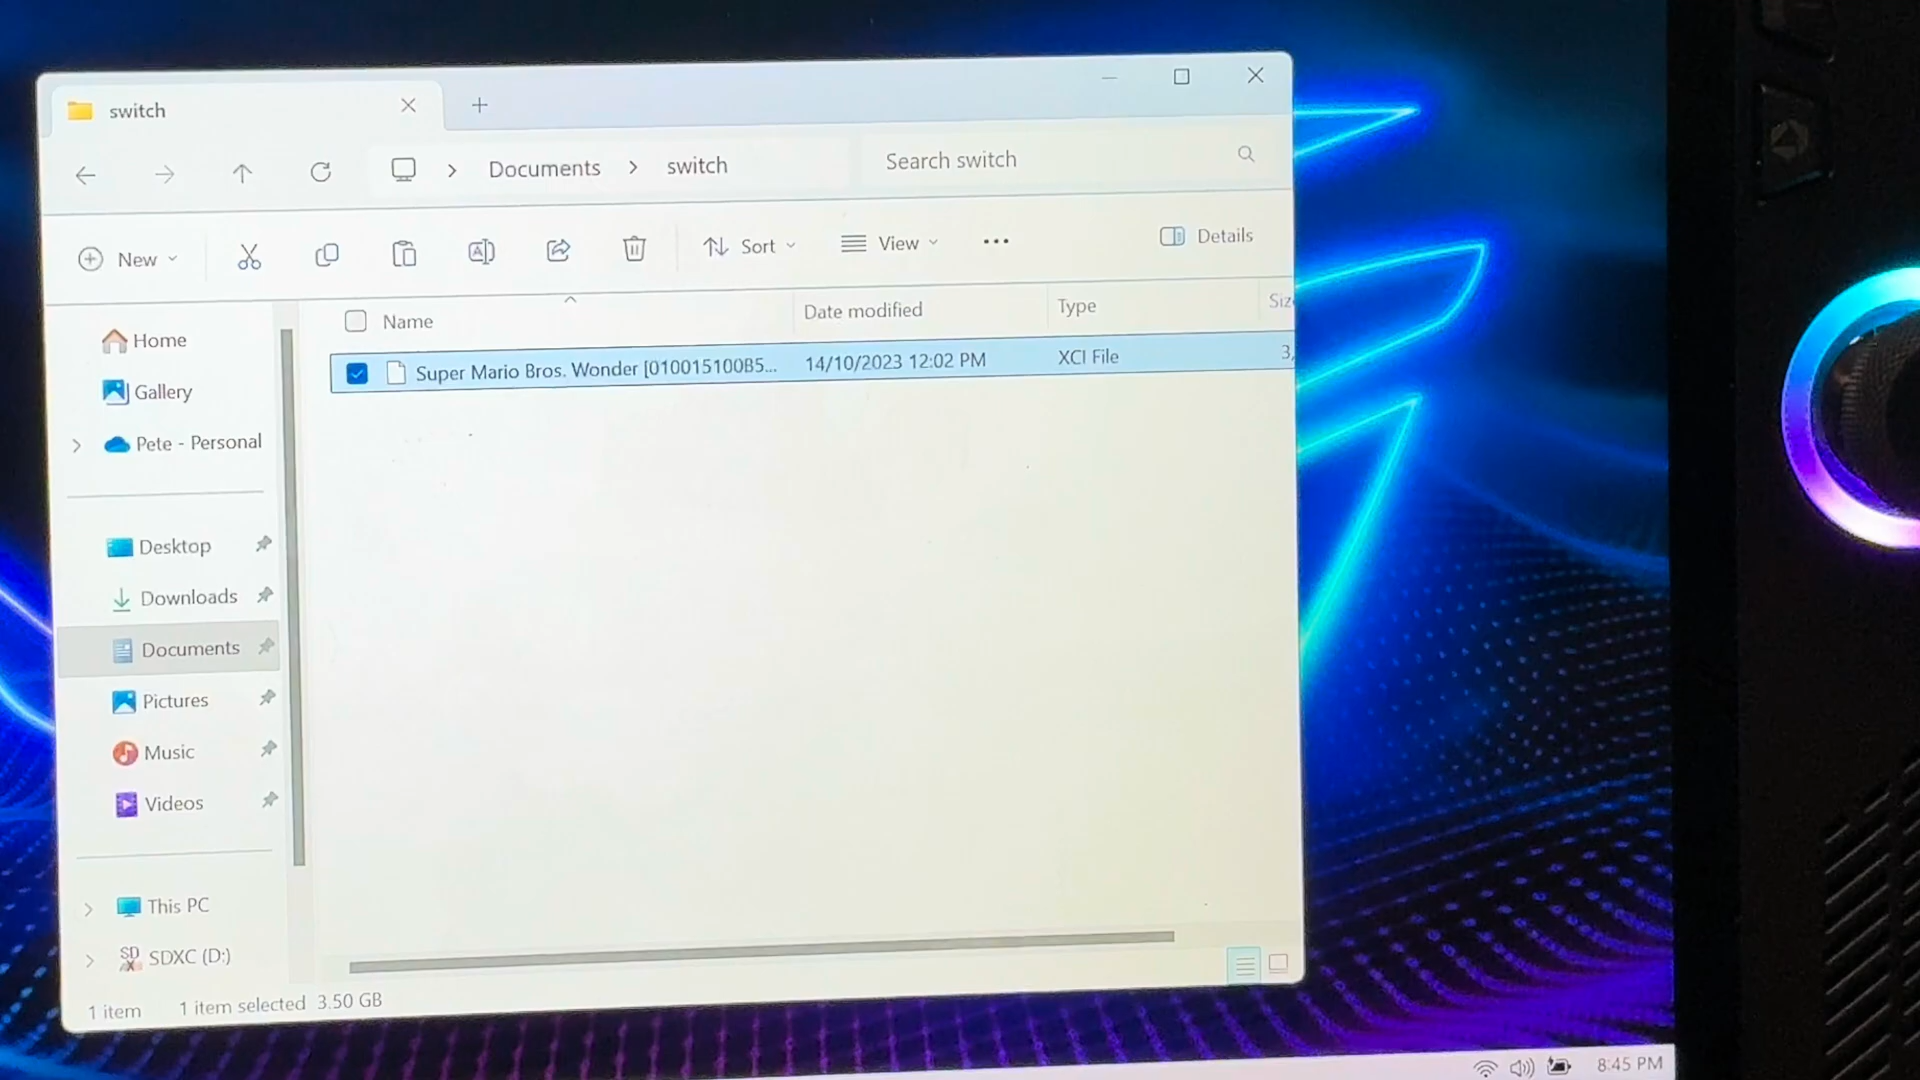 switch
Documents > switch
Search switch
New
Sort
View
Details
Name
Date modified
Type
Super Mario Bros. Wonder [010015100B5...
14/10/2023 12:02 PM
XCI File
3,
Home
Gallery
Pete - Personal
Desktop
Downloads
Documents
Pictures
Music
Videos
This PC
SDXC (D:)
1 item
1 item selected 3.50 GB
8:45 PM